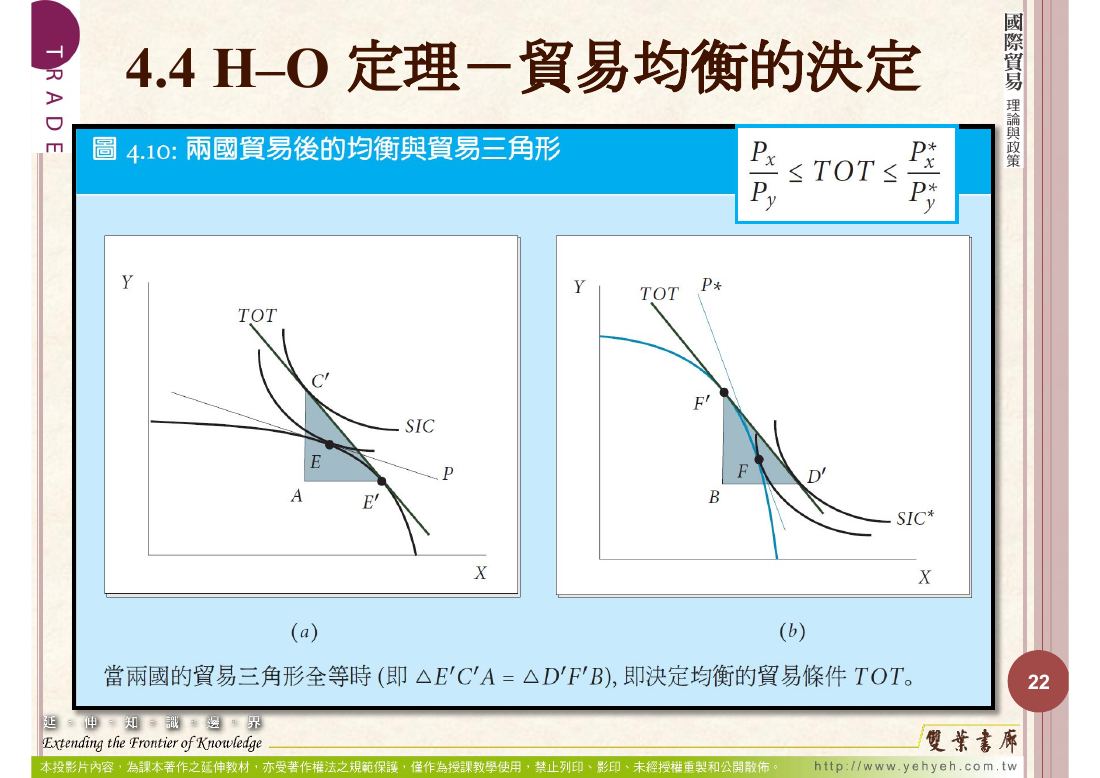 TRADE
4.4 H–O 定理－貿易均衡的決定
國際貿易 理論與政策
圖 4.10: 兩國貿易後的均衡與貿易三角形
Px/Py ≤ TOT ≤ P*x/P*y
Y
TOT
C′
SIC
E
P
A
E′
X
(a)
Y
TOT
P*
F′
F
D′
B
SIC*
X
(b)
當兩國的貿易三角形全等時 (即 △E′C′A = △D′F′B), 即決定均衡的貿易條件 TOT。
22
延。伸。知。識。邊。界
Extending the Frontier of Knowledge
雙葉書廊
本投影片內容，為課本著作之延伸教材，亦受著作權法之規範保護，僅作為授課教學使用，禁止列印、影印、未經授權重製和公開散佈。
http://www.yehyeh.com.tw